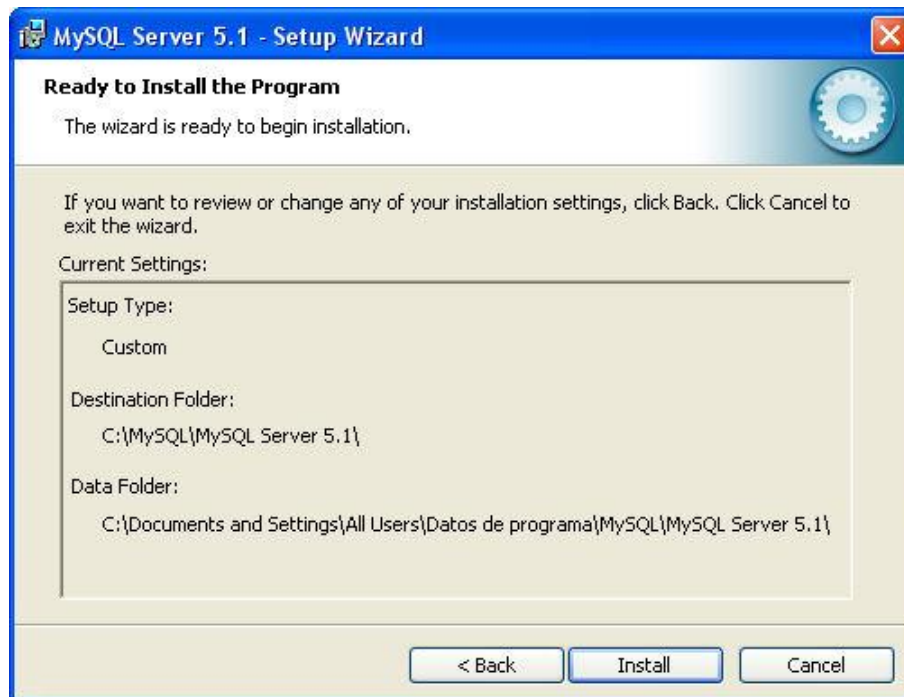 MySQL Server 5.1 - Setup Wizard
Ready to Install the Program
The wizard is ready to begin installation.
If you want to review or change any of your installation settings, click Back. Click Cancel to
exit the wizard.
Current Settings:
Setup Type:
Custom
Destination Folder:
C:\MySQL\MySQL Server 5.1\
Data Folder:
C:\Documents and Settings\All Users\Datos de programa\MySQL\MySQL Server 5.1\
< Back Install Cancel